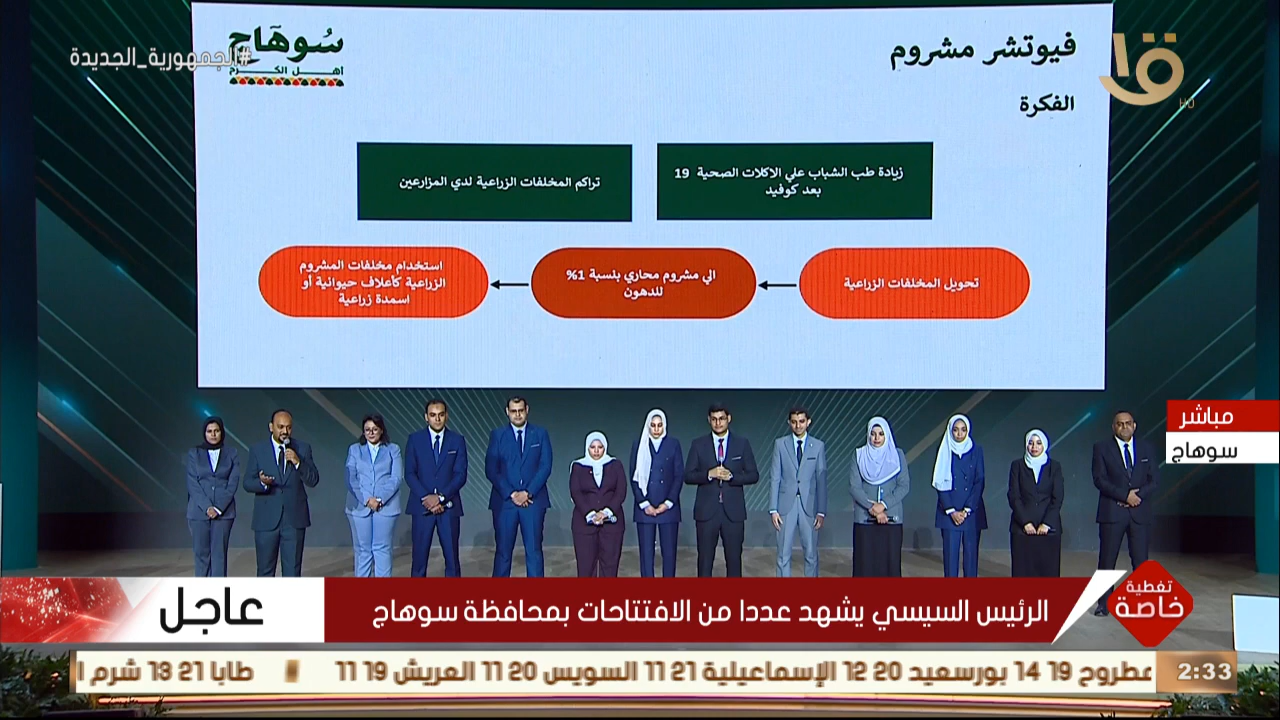 #الجمهورية_الجديدة
سُوهَاج
أهل الكرم
فيوتشر مشروم
الفكرة
زيادة طب الشباب علي الاكلات الصحية 19
بعد كوفيد
تراكم المخلفات الزراعية لدي المزارعين
تحويل المخلفات الزراعية
الي مشروم محاري بنسبة 1%
للدهون
استخدام مخلفات المشروم
الزراعية كأعلاف حيوانية أو
اسمدة زراعية
HD
مباشر
سوهاج
تغطية
خاصة
عاجل
الرئيس السيسي يشهد عددا من الافتتاحات بمحافظة سوهاج
مطروح 19 14 بورسعيد 20 12 الإسماعيلية 21 11 السويس 20 11 العريش 19 11
طابا 21 13 شرم ا
2:33